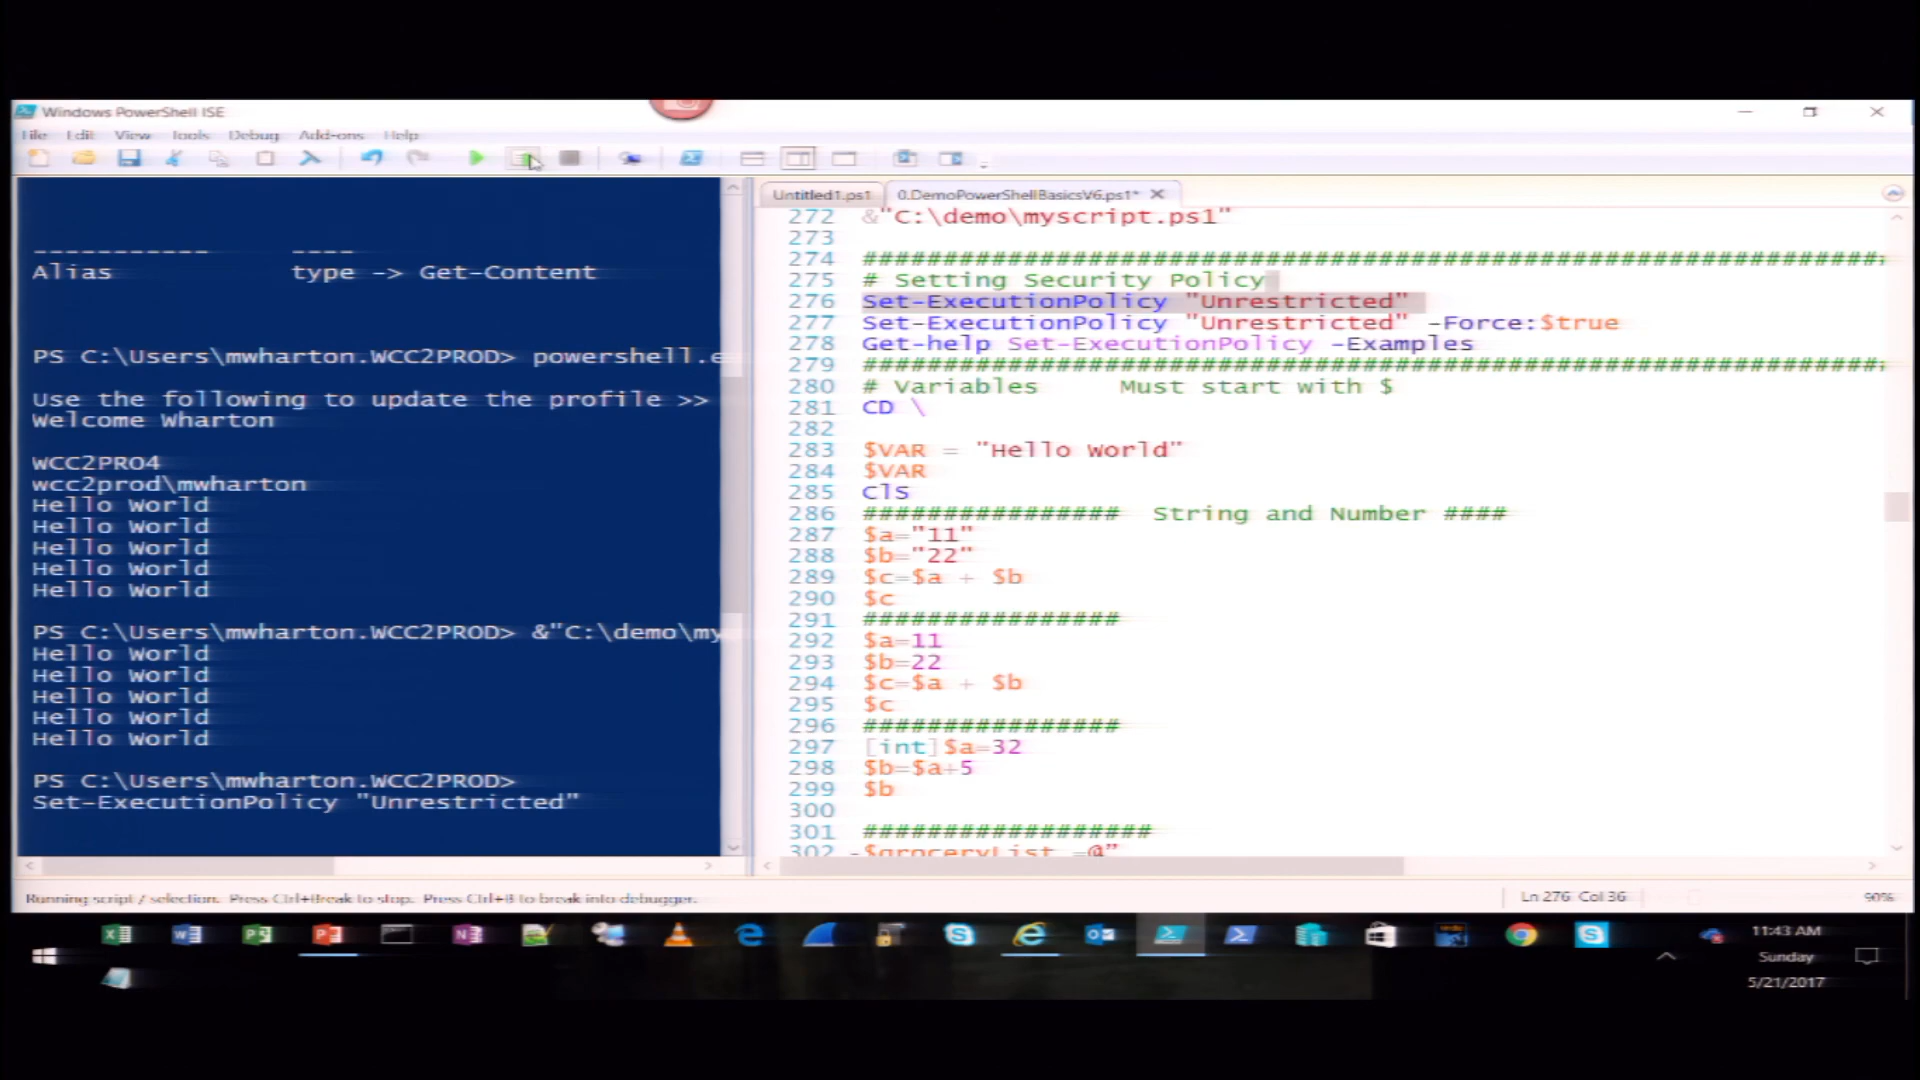 Windows PowerShell ISE
File Edit View Tools Debug Add-ons Help
----------- ----
Alias type -> Get-Content
PS C:\Users\mwharton.WCC2PROD> powershell.e
Use the following to update the profile >>
Welcome Wharton
WCC2PRO4
wcc2prod\mwharton
Hello World
Hello World
Hello World
Hello World
Hello World
PS C:\Users\mwharton.WCC2PROD> &"C:\demo\my
Hello World
Hello World
Hello World
Hello World
Hello World
PS C:\Users\mwharton.WCC2PROD>
Set-ExecutionPolicy "Unrestricted"
Untitled1.ps1 0.DemoPowerShellBasicsV6.ps1*
272 &"C:\demo\myscript.ps1"
273
274 ################################################################
275 # Setting Security Policy
276 Set-ExecutionPolicy "Unrestricted"
277 Set-ExecutionPolicy "Unrestricted" -Force:$true
278 Get-help Set-ExecutionPolicy -Examples
279 ################################################################
280 # Variables Must start with $
281 CD \
282
283 $VAR = "Hello World"
284 $VAR
285 ClS
286 ################ String and Number ####
287 $a="11"
288 $b="22"
289 $c=$a + $b
290 $c
291 ################
292 $a=11
293 $b=22
294 $c=$a + $b
295 $c
296 ################
297 [int]$a=32
298 $b=$a+5
299 $b
300
301 ##################
302 $groceryList =@"
Running script / selection. Press Ctrl+Break to stop. Press Ctrl+B to break into debugger.
Ln 276 Col 36
90%
11:43 AM
Sunday
5/21/2017